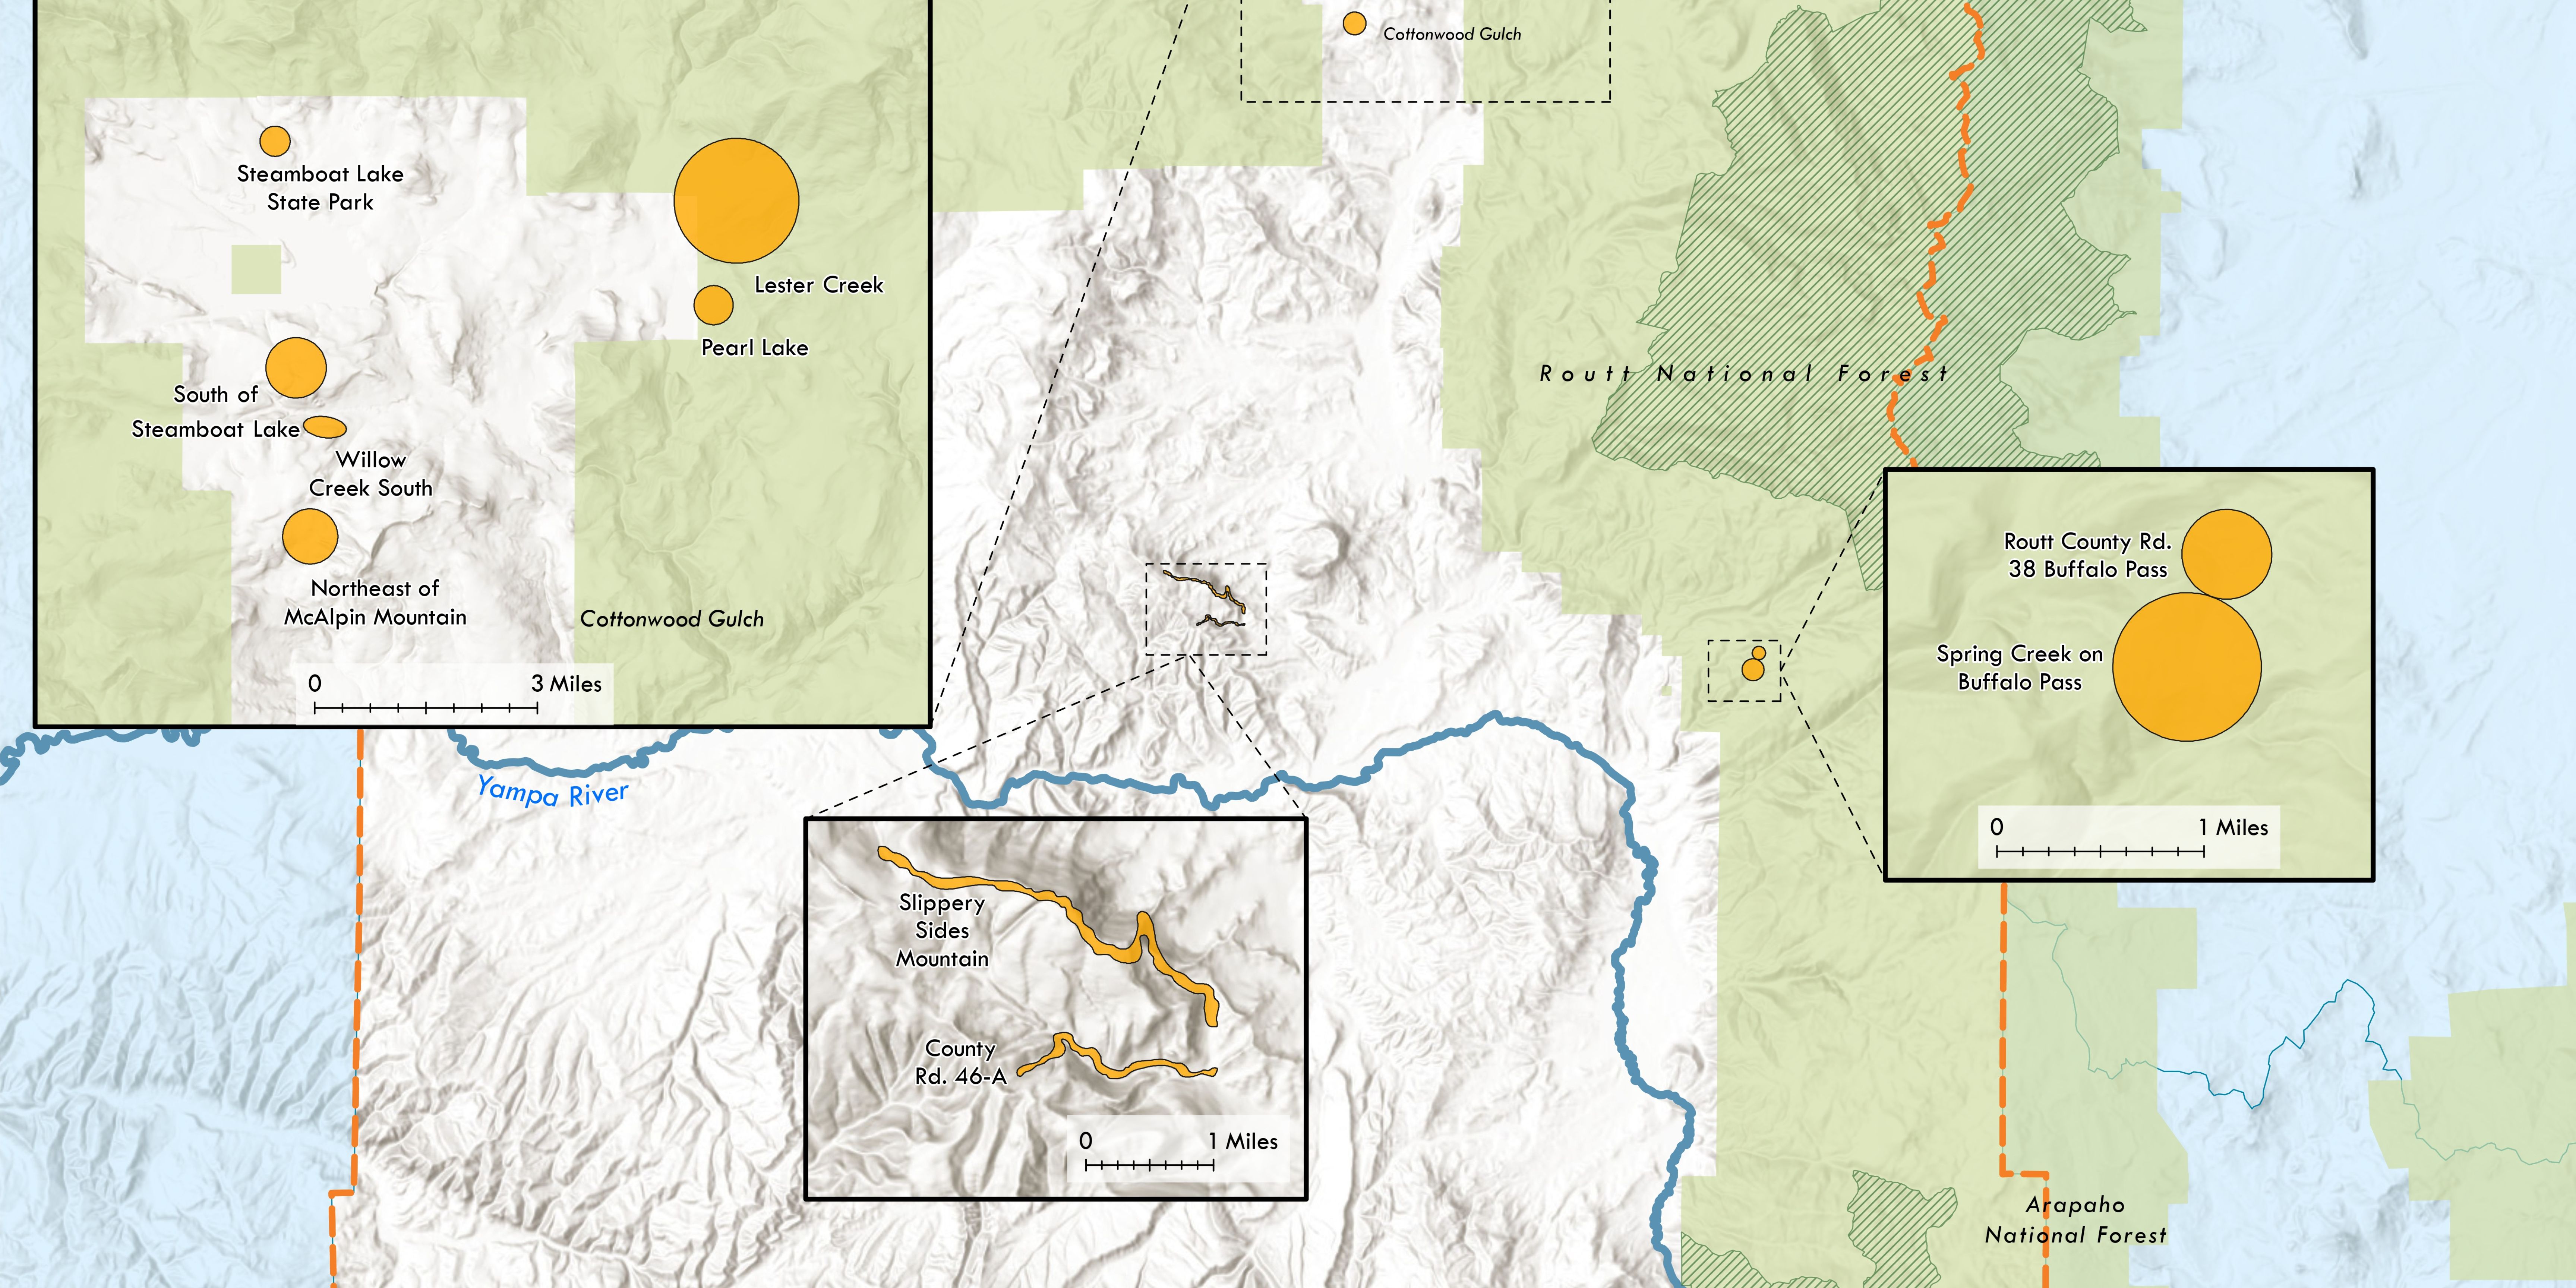 Cottonwood Gulch
Steamboat Lake
State Park
Lester Creek
Pearl Lake
South of
Steamboat Lake
Willow
Creek South
Northeast of
McAlpin Mountain
Cottonwood Gulch
0 3 Miles
Routt National Forest
Routt County Rd.
38 Buffalo Pass
Spring Creek on
Buffalo Pass
0 1 Miles
Yampa River
Slippery
Sides
Mountain
County
Rd. 46-A
0 1 Miles
Arapaho
National Forest